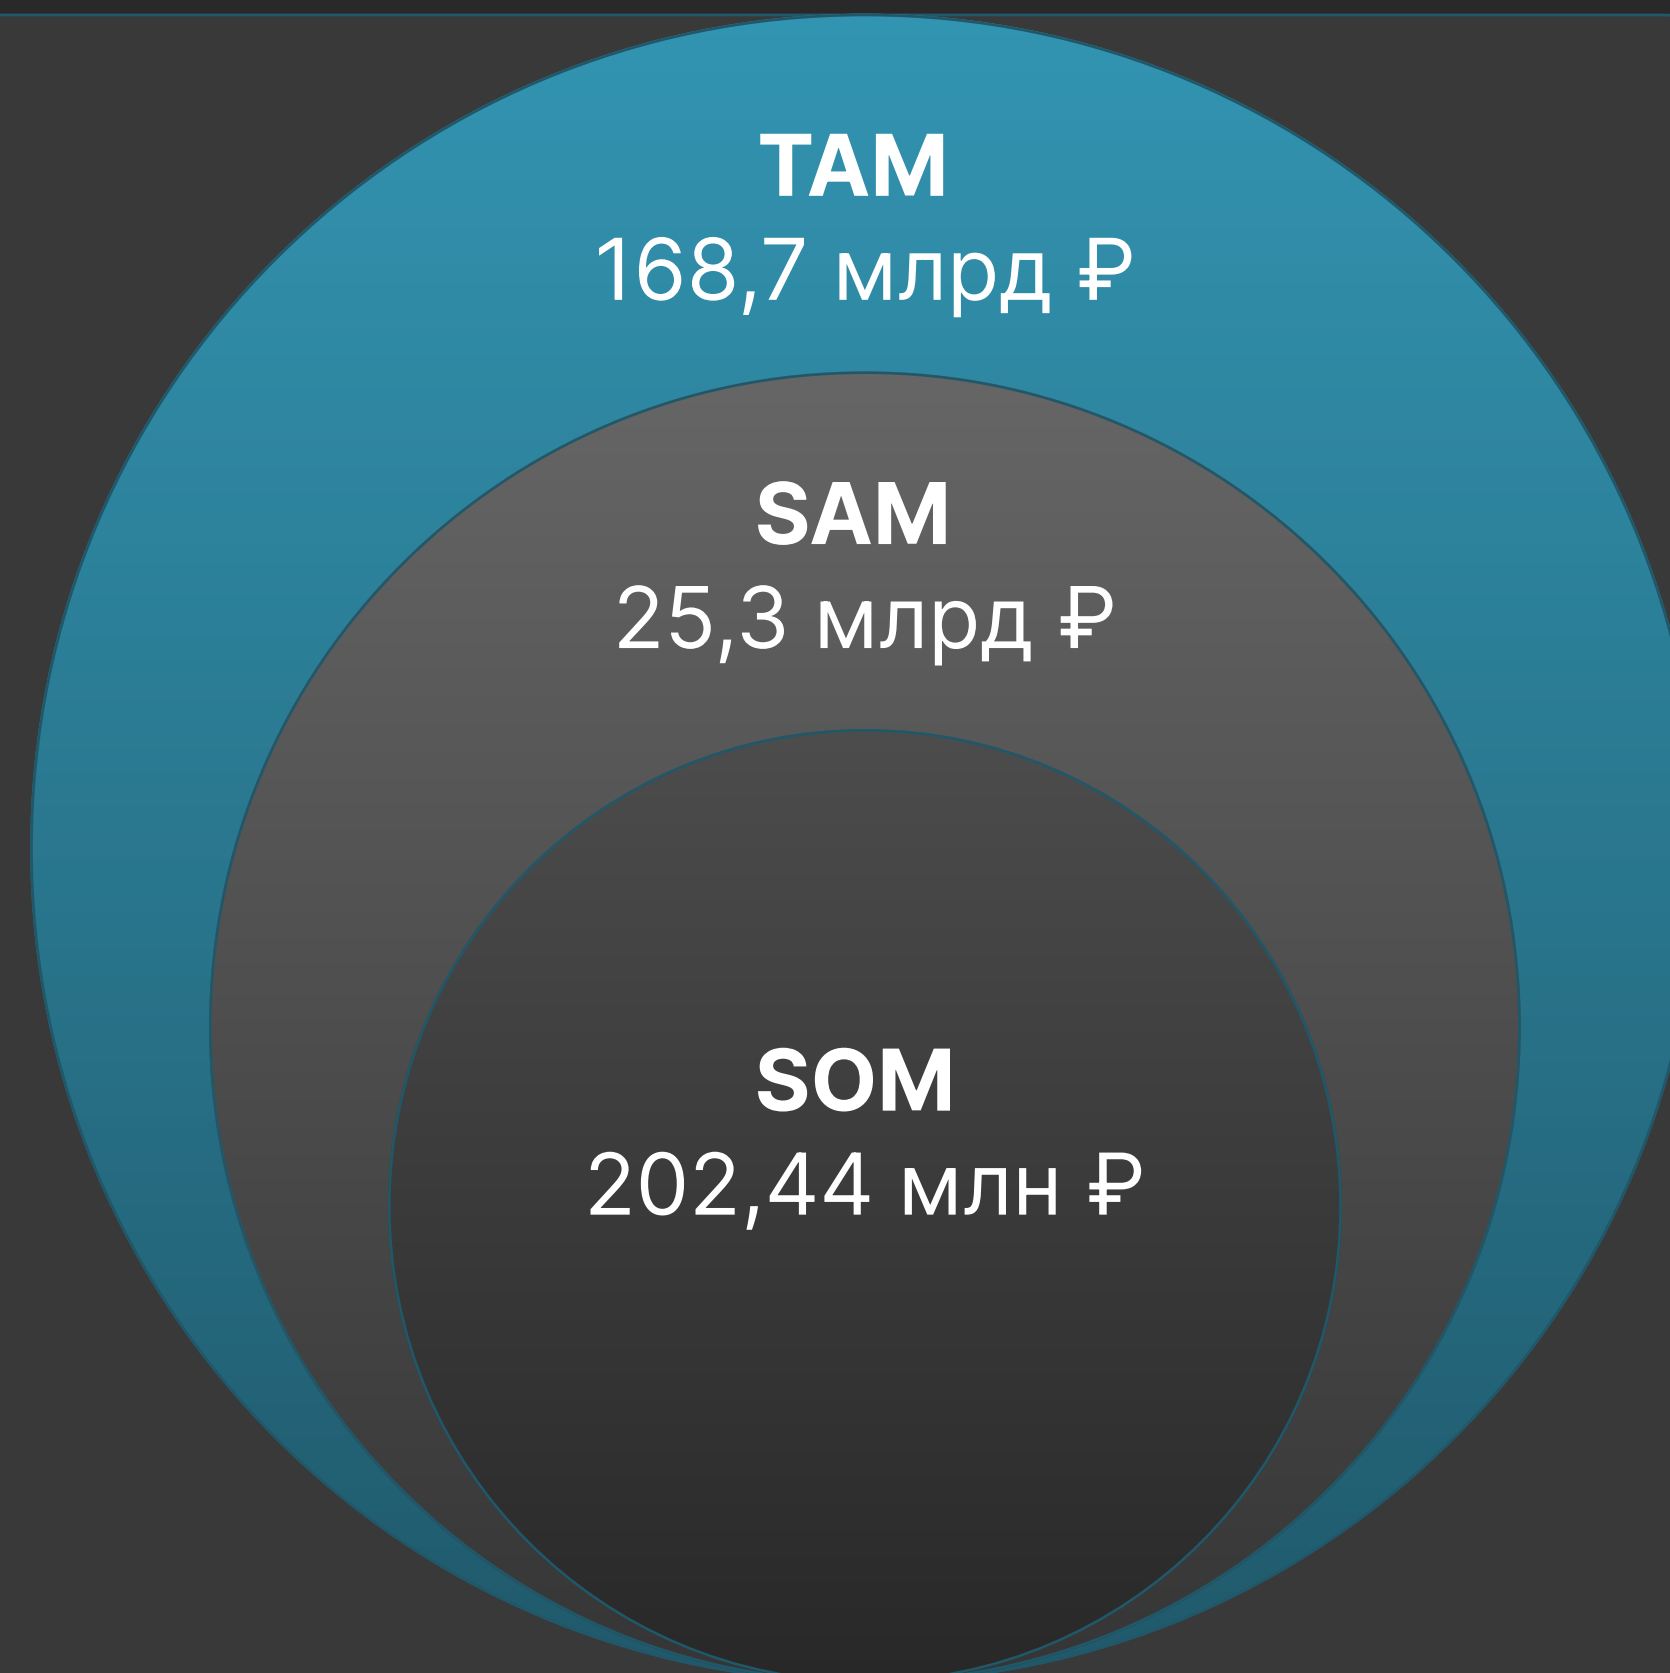 TAM
168,7 млрд ₽
SAM
25,3 млрд ₽
SOM
202,44 млн ₽